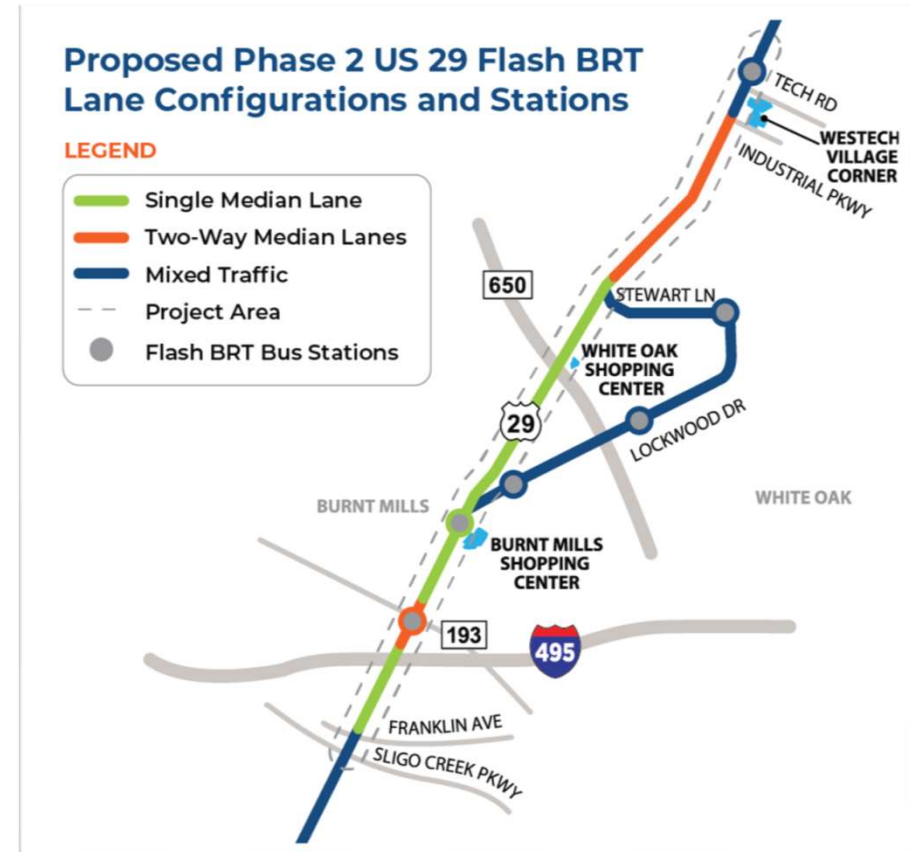 Proposed Phase 2 US 29 Flash BRT
Lane Configurations and Stations
LEGEND
Single Median Lane
Two-Way Median Lanes
Mixed Traffic
Project Area
Flash BRT Bus Stations
TECH RD
WESTECH
VILLAGE
CORNER
INDUSTRIAL PKWY
650
STEWART LN
WHITE OAK
SHOPPING
CENTER
29
LOCKWOOD DR
BURNT MILLS
WHITE OAK
BURNT MILLS
SHOPPING
CENTER
193
495
FRANKLIN AVE
SLIGO CREEK PKWY